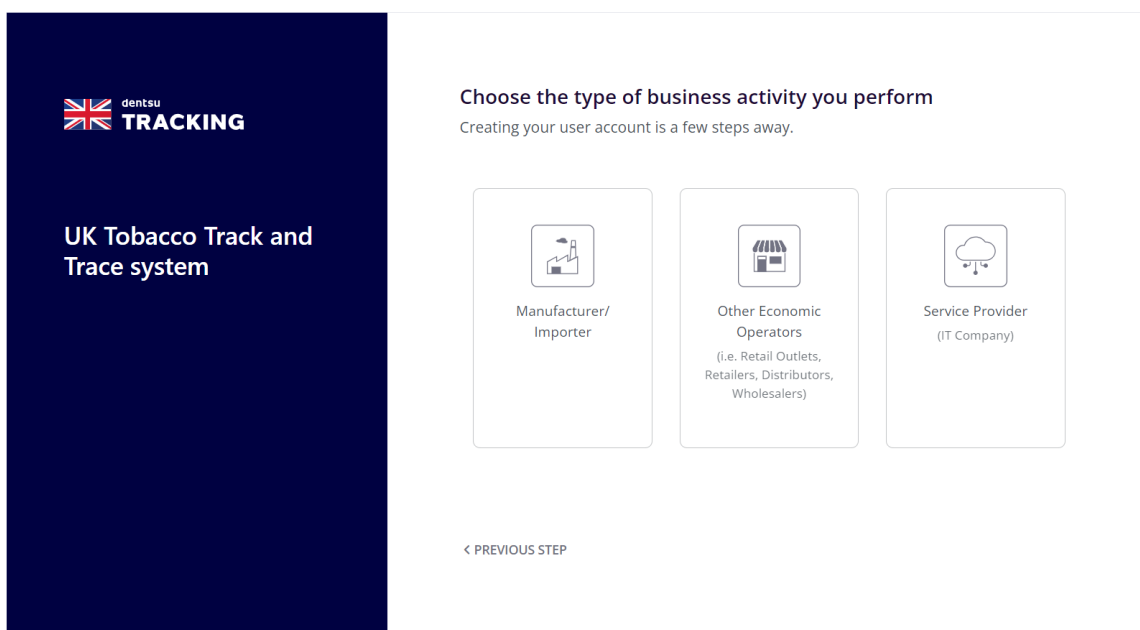 dentsu
TRACKING
UK Tobacco Track and
Trace system
Choose the type of business activity you perform
Creating your user account is a few steps away.
Manufacturer/
Importer
Other Economic
Operators
(i.e. Retail Outlets,
Retailers, Distributors,
Wholesalers)
Service Provider
(IT Company)
< PREVIOUS STEP